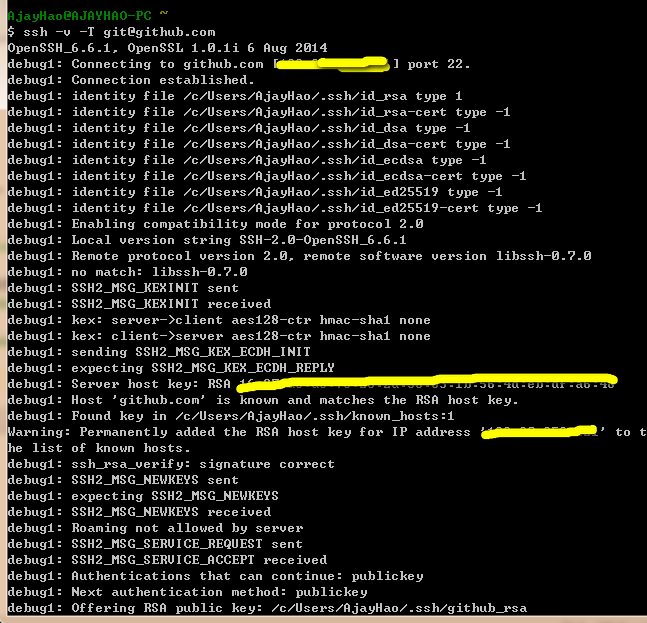 AjayHao@AJAYHAO-PC ~
$ ssh -v -T git@github.com
OpenSSH_6.6.1, OpenSSL 1.0.1i 6 Aug 2014
debug1: Connecting to github.com [ ] port 22.
debug1: Connection established.
debug1: identity file /c/Users/AjayHao/.ssh/id_rsa type 1
debug1: identity file /c/Users/AjayHao/.ssh/id_rsa-cert type -1
debug1: identity file /c/Users/AjayHao/.ssh/id_dsa type -1
debug1: identity file /c/Users/AjayHao/.ssh/id_dsa-cert type -1
debug1: identity file /c/Users/AjayHao/.ssh/id_ecdsa type -1
debug1: identity file /c/Users/AjayHao/.ssh/id_ecdsa-cert type -1
debug1: identity file /c/Users/AjayHao/.ssh/id_ed25519 type -1
debug1: identity file /c/Users/AjayHao/.ssh/id_ed25519-cert type -1
debug1: Enabling compatibility mode for protocol 2.0
debug1: Local version string SSH-2.0-OpenSSH_6.6.1
debug1: Remote protocol version 2.0, remote software version libssh-0.7.0
debug1: no match: libssh-0.7.0
debug1: SSH2_MSG_KEXINIT sent
debug1: SSH2_MSG_KEXINIT received
debug1: kex: server->client aes128-ctr hmac-sha1 none
debug1: kex: client->server aes128-ctr hmac-sha1 none
debug1: sending SSH2_MSG_KEX_ECDH_INIT
debug1: expecting SSH2_MSG_KEX_ECDH_REPLY
debug1: Server host key: RSA
debug1: Host 'github.com' is known and matches the RSA host key.
debug1: Found key in /c/Users/AjayHao/.ssh/known_hosts:1
Warning: Permanently added the RSA host key for IP address ' ' to t
he list of known hosts.
debug1: ssh_rsa_verify: signature correct
debug1: SSH2_MSG_NEWKEYS sent
debug1: expecting SSH2_MSG_NEWKEYS
debug1: SSH2_MSG_NEWKEYS received
debug1: Roaming not allowed by server
debug1: SSH2_MSG_SERVICE_REQUEST sent
debug1: SSH2_MSG_SERVICE_ACCEPT received
debug1: Authentications that can continue: publickey
debug1: Next authentication method: publickey
debug1: Offering RSA public key: /c/Users/AjayHao/.ssh/github_rsa